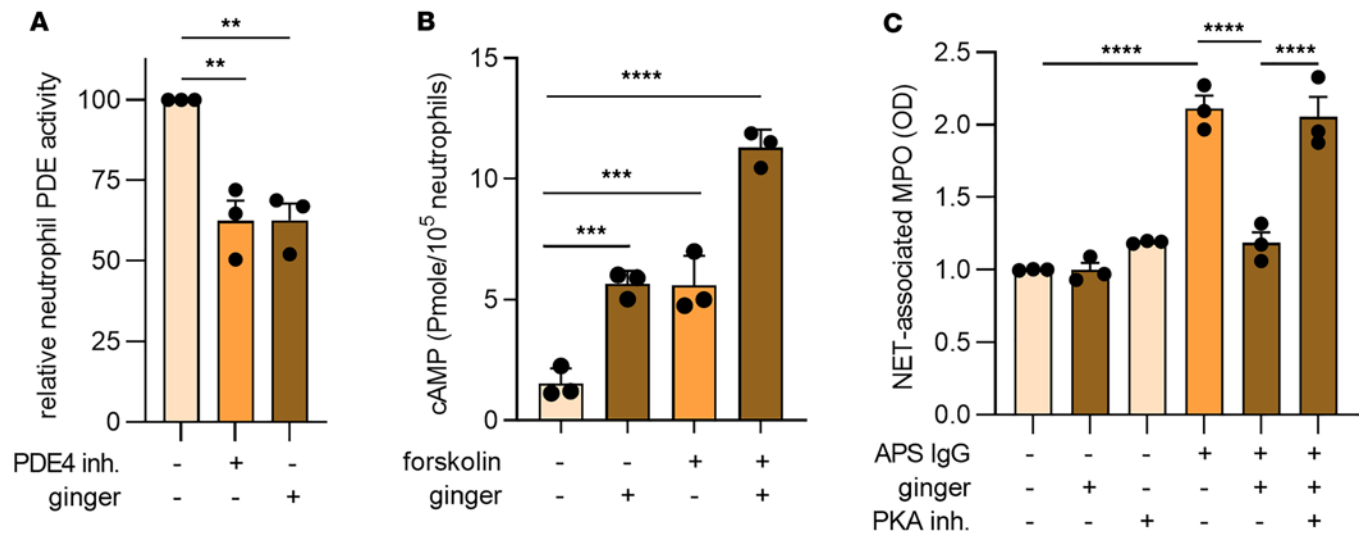 A
relative neutrophil PDE activity
100
75
50
25
0
**
**
PDE4 inh. - + -
ginger - - +
B
cAMP (Pmole/10⁵ neutrophils)
15
10
5
0
****
***
***
forskolin - - + +
ginger - + - +
C
NET-associated MPO (OD)
2.5
2.0
1.5
1.0
0.5
0.0
****
****
****
APS IgG - - - + + +
ginger - + - - + +
PKA inh. - - + - - +